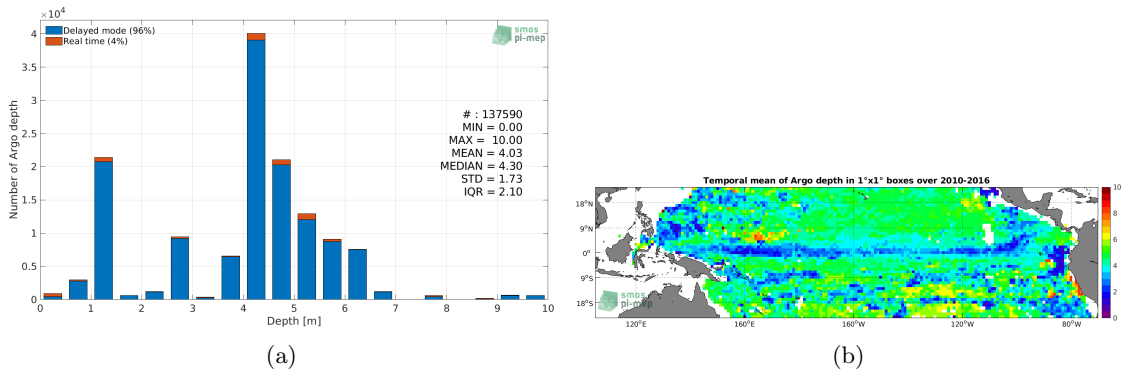 ×10⁴
Delayed mode (96%)
Real time (4%)
smos
pi-mep
4
3.5
3
2.5
2
1.5
1
0.5
0
Number of Argo depth
# : 137590
MIN = 0.00
MAX = 10.00
MEAN = 4.03
MEDIAN = 4.30
STD = 1.73
IQR = 2.10
0 1 2 3 4 5 6 7 8 9 10
Depth [m]
(a)
Temporal mean of Argo depth in 1°x1° boxes over 2010-2016
18°N
9°N
0°
9°S
18°S
smos
pi-mep
120°E 160°E 160°W 120°W 80°W
10
8
6
4
2
0
(b)